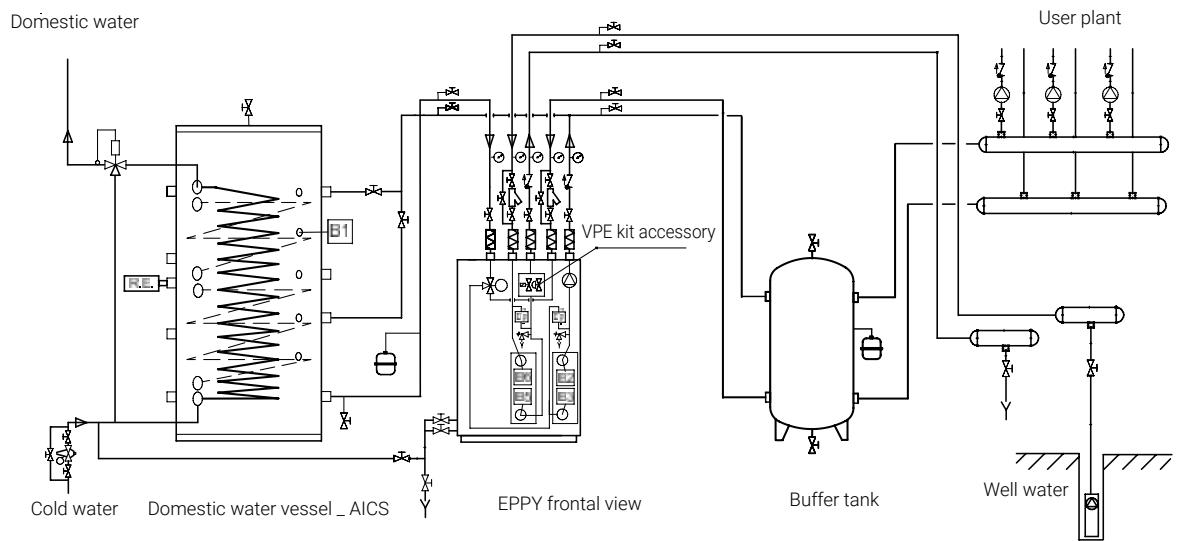 Domestic water
User plant
B1
VPE kit accessory
R.E.
Well water
Buffer tank
EPPY frontal view
Cold water
Domestic water vessel _ AICS